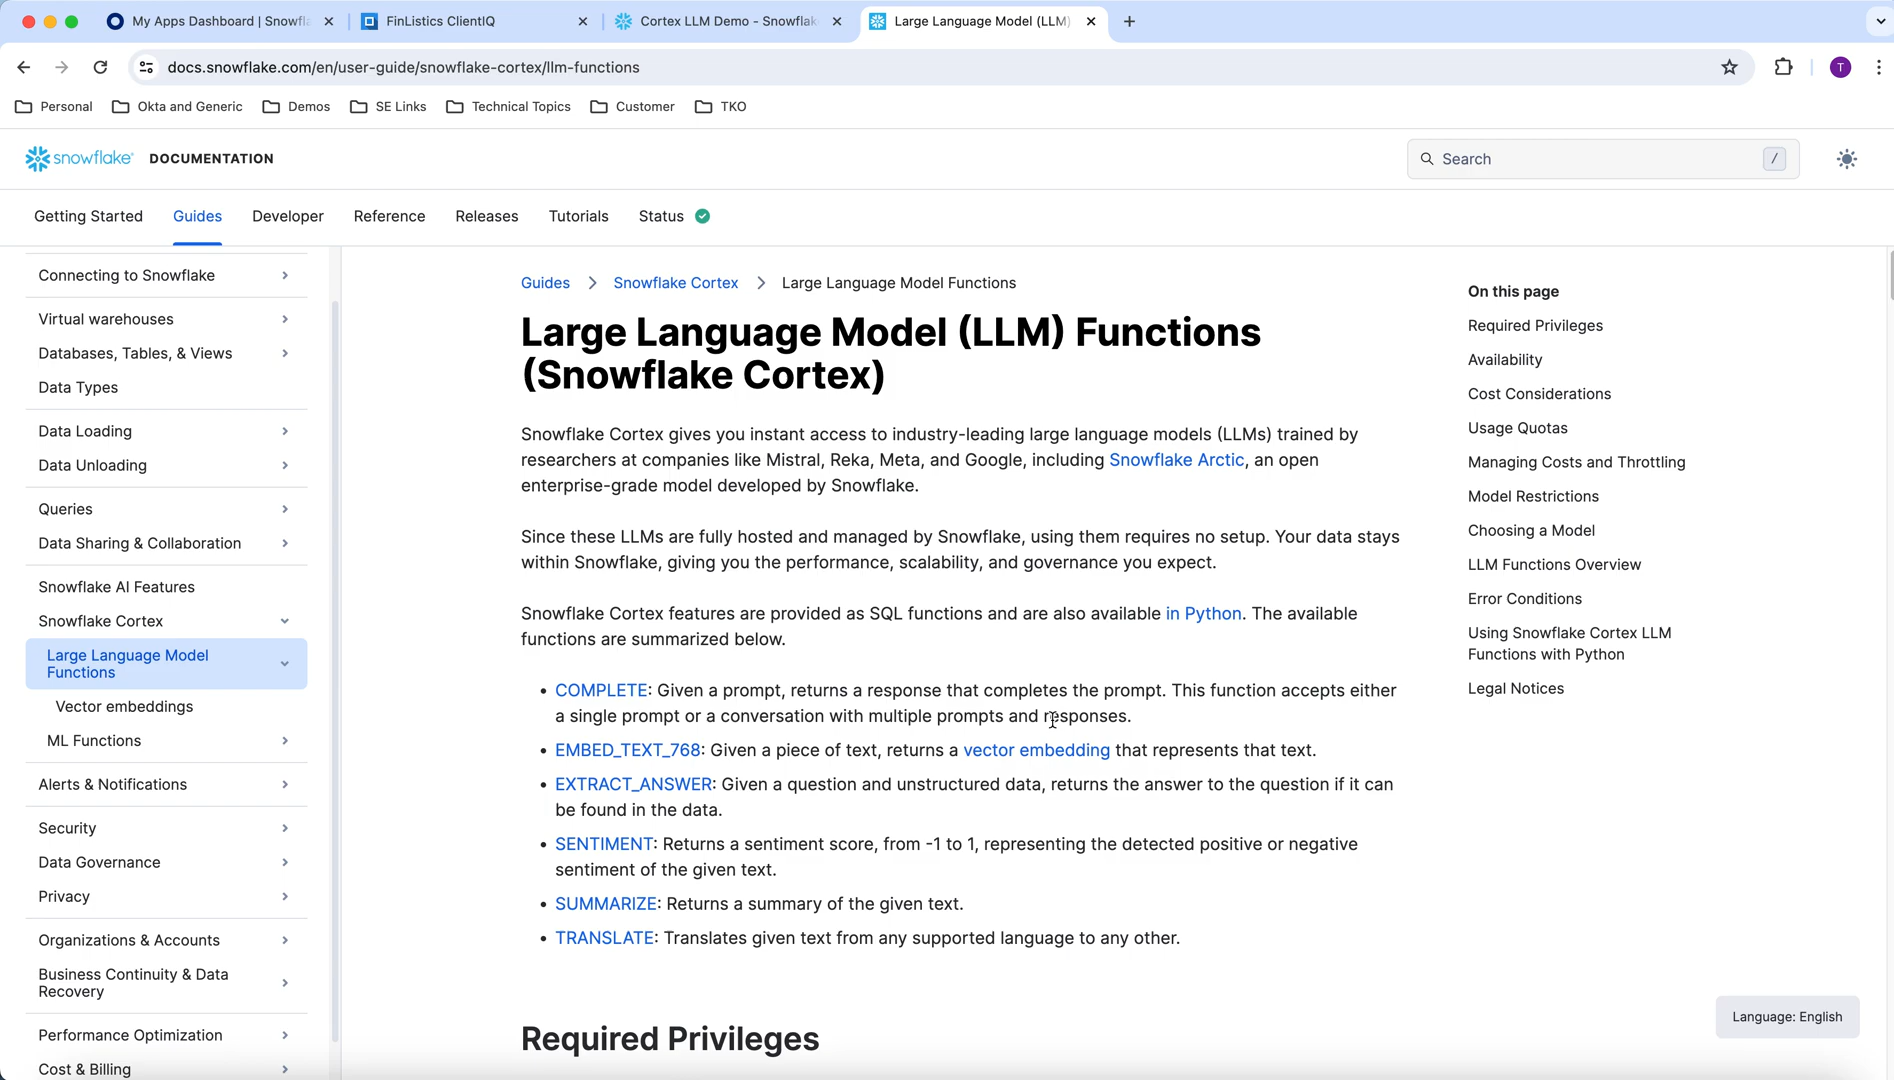 My Apps Dashboard | Snowfla
FinListics ClientIQ
Cortex LLM Demo - Snowflak
Large Language Model (LLM)
docs.snowflake.com/en/user-guide/snowflake-cortex/llm-functions
T
Personal
Okta and Generic
Demos
SE Links
Technical Topics
Customer
TKO
snowflake
DOCUMENTATION
Search
/
Getting Started
Guides
Developer
Reference
Releases
Tutorials
Status
Connecting to Snowflake
Virtual warehouses
Databases, Tables, & Views
Data Types
Data Loading
Data Unloading
Queries
Data Sharing & Collaboration
Snowflake AI Features
Snowflake Cortex
Large Language Model
Functions
Vector embeddings
ML Functions
Alerts & Notifications
Security
Data Governance
Privacy
Organizations & Accounts
Business Continuity & Data
Recovery
Performance Optimization
Cost & Billing
Guides > Snowflake Cortex > Large Language Model Functions
Large Language Model (LLM) Functions
(Snowflake Cortex)
Snowflake Cortex gives you instant access to industry-leading large language models (LLMs) trained by
researchers at companies like Mistral, Reka, Meta, and Google, including Snowflake Arctic, an open
enterprise-grade model developed by Snowflake.
Since these LLMs are fully hosted and managed by Snowflake, using them requires no setup. Your data stays
within Snowflake, giving you the performance, scalability, and governance you expect.
Snowflake Cortex features are provided as SQL functions and are also available in Python. The available
functions are summarized below.
• COMPLETE: Given a prompt, returns a response that completes the prompt. This function accepts either
a single prompt or a conversation with multiple prompts and responses.
• EMBED_TEXT_768: Given a piece of text, returns a vector embedding that represents that text.
• EXTRACT_ANSWER: Given a question and unstructured data, returns the answer to the question if it can
be found in the data.
• SENTIMENT: Returns a sentiment score, from -1 to 1, representing the detected positive or negative
sentiment of the given text.
• SUMMARIZE: Returns a summary of the given text.
• TRANSLATE: Translates given text from any supported language to any other.
Required Privileges
On this page
Required Privileges
Availability
Cost Considerations
Usage Quotas
Managing Costs and Throttling
Model Restrictions
Choosing a Model
LLM Functions Overview
Error Conditions
Using Snowflake Cortex LLM
Functions with Python
Legal Notices
Language: English